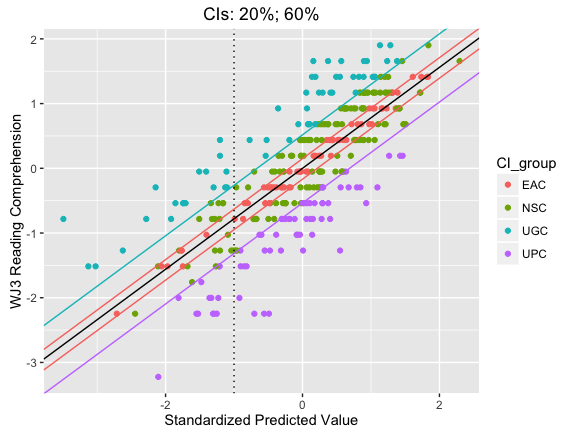 CIs: 20%; 60%
2
1
0
-1
-2
-3
WJ3 Reading Comprehension
-2
0
2
Standardized Predicted Value
CI_group
EAC
NSC
UGC
UPC